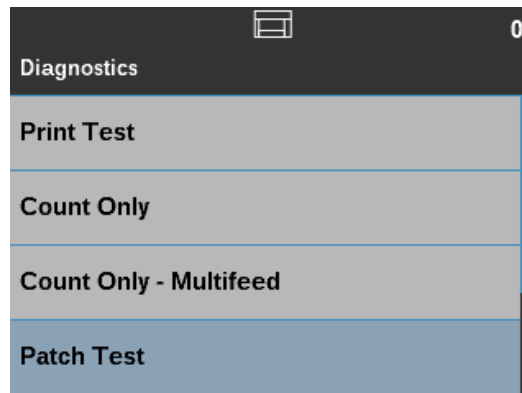 0
Diagnostics
Print Test
Count Only
Count Only - Multifeed
Patch Test